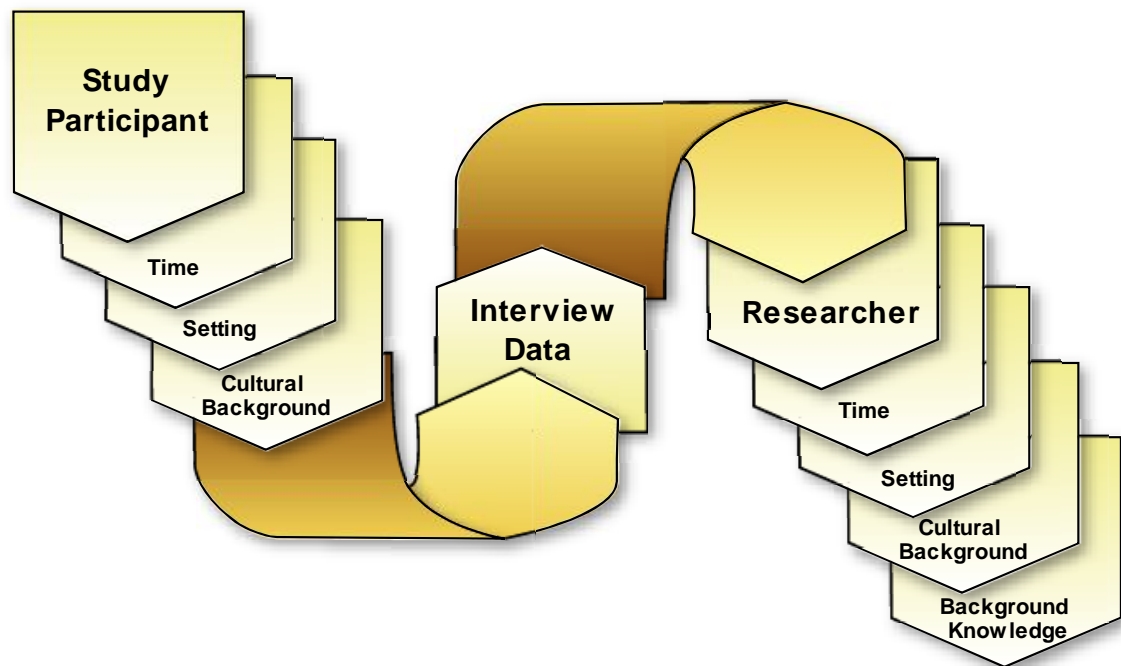 Study
Participant
Time
Setting
Cultural
Background
Interview
Data
Researcher
Time
Setting
Cultural
Background
Background
Knowledge